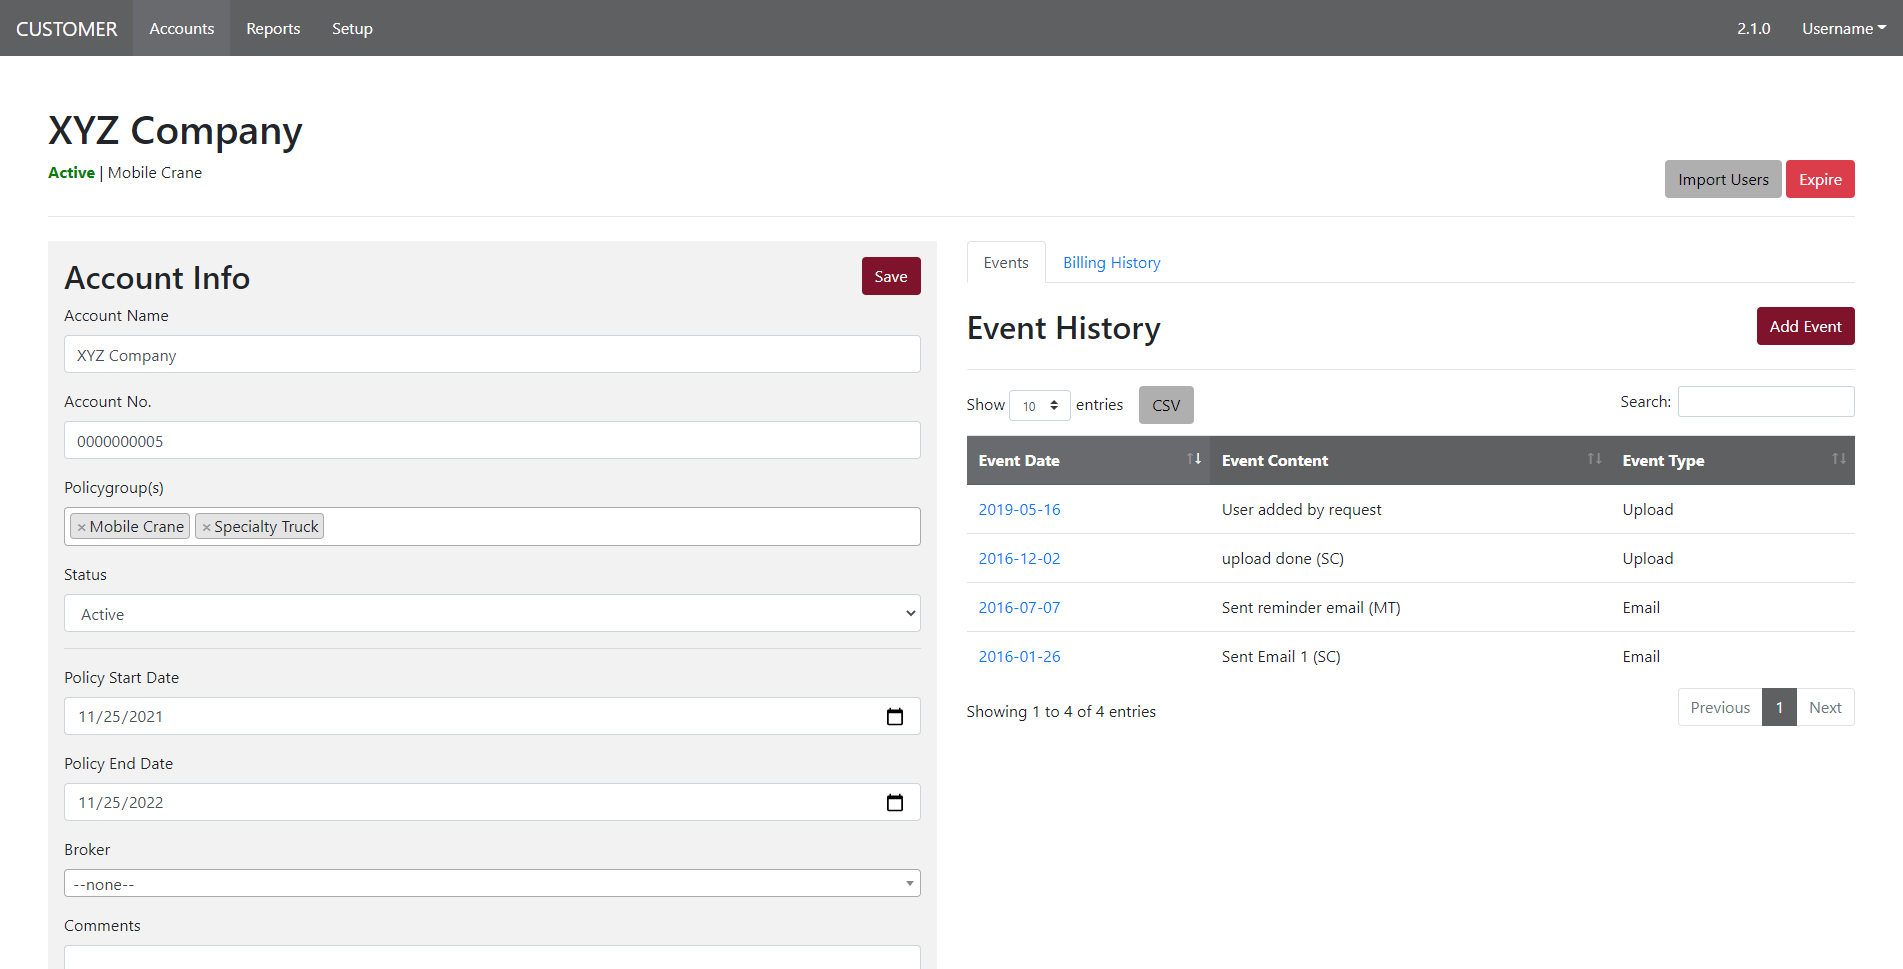 CUSTOMER Accounts Reports Setup 2.1.0 Username
XYZ Company
Active | Mobile Crane
Import Users Expire
Account Info
Save
Account Name
XYZ Company
Account No.
0000000005
Policygroup(s)
×Mobile Crane ×Specialty Truck
Status
Active
Policy Start Date
11/25/2021
Policy End Date
11/25/2022
Broker
--none--
Comments
Events Billing History
Event History
Add Event
Show 10 entries CSV Search:
Event Date Event Content Event Type
2019-05-16 User added by request Upload
2016-12-02 upload done (SC) Upload
2016-07-07 Sent reminder email (MT) Email
2016-01-26 Sent Email 1 (SC) Email
Showing 1 to 4 of 4 entries
Previous 1 Next